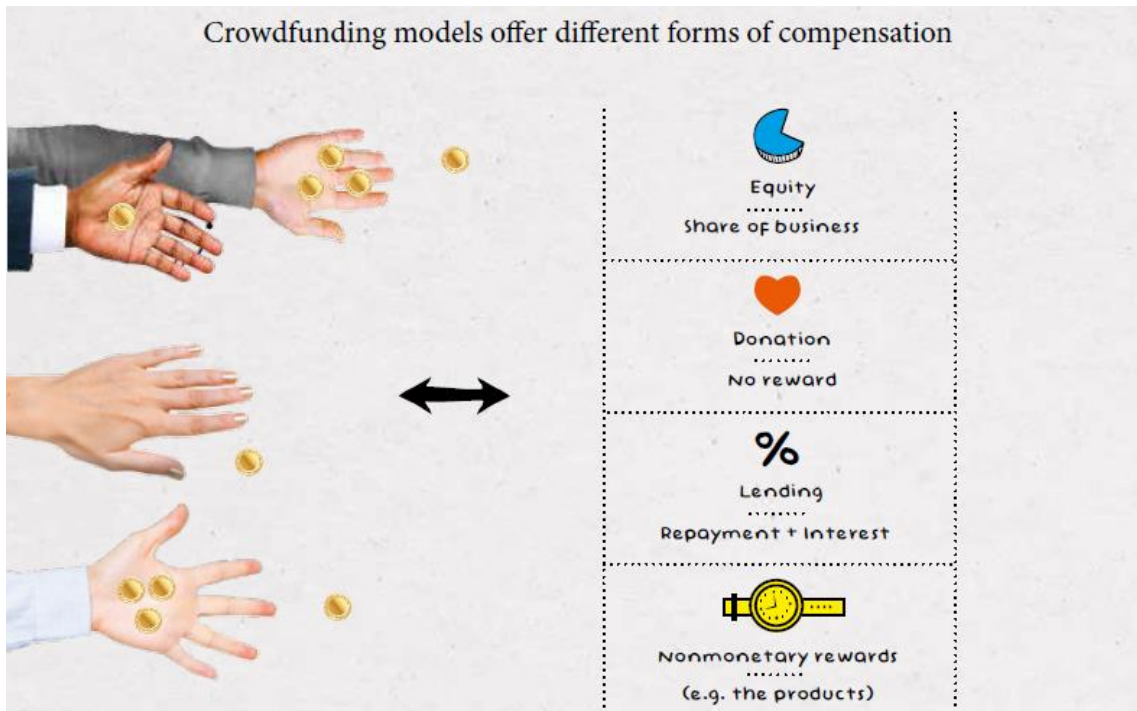 Crowdfunding models offer different forms of compensation
Equity
Share of business
Donation
No reward
%
Lending
Repayment + Interest
Nonmonetary rewards
(e.g. the products)